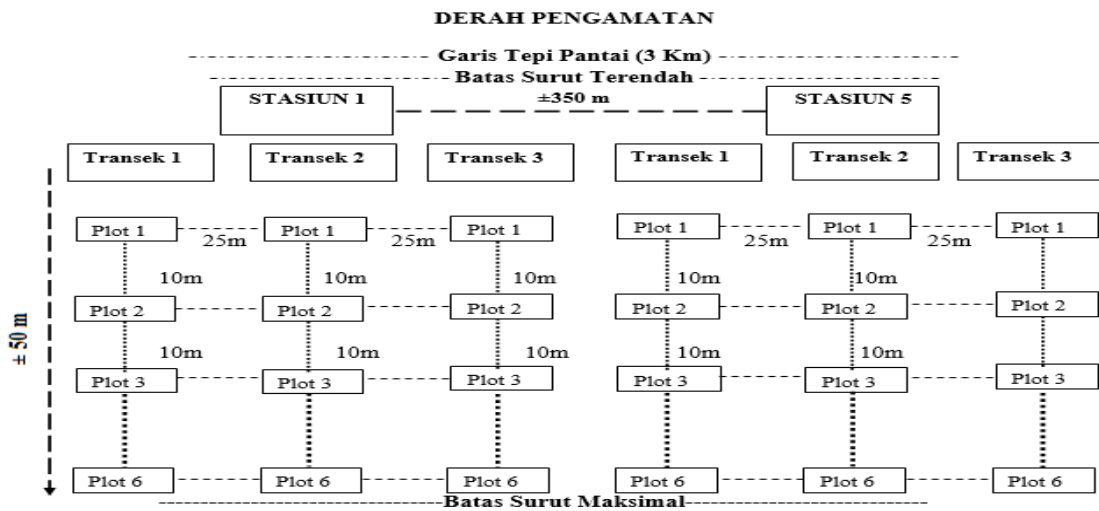 DERAH PENGAMATAN
Garis Tepi Pantai (3 Km)
Batas Surut Terendah
STASIUN 1 ±350 m STASIUN 5
Transek 1 Transek 2 Transek 3 Transek 1 Transek 2 Transek 3
Plot 1 Plot 1 Plot 1 Plot 1 Plot 1 Plot 1
25m 25m 25m 25m
10m 10m 10m 10m 10m
Plot 2 Plot 2 Plot 2 Plot 2 Plot 2 Plot 2
± 50 m
10m 10m 10m 10m 10m
Plot 3 Plot 3 Plot 3 Plot 3 Plot 3 Plot 3
Plot 6 Plot 6 Plot 6 Plot 6 Plot 6 Plot 6
Batas Surut Maksimal